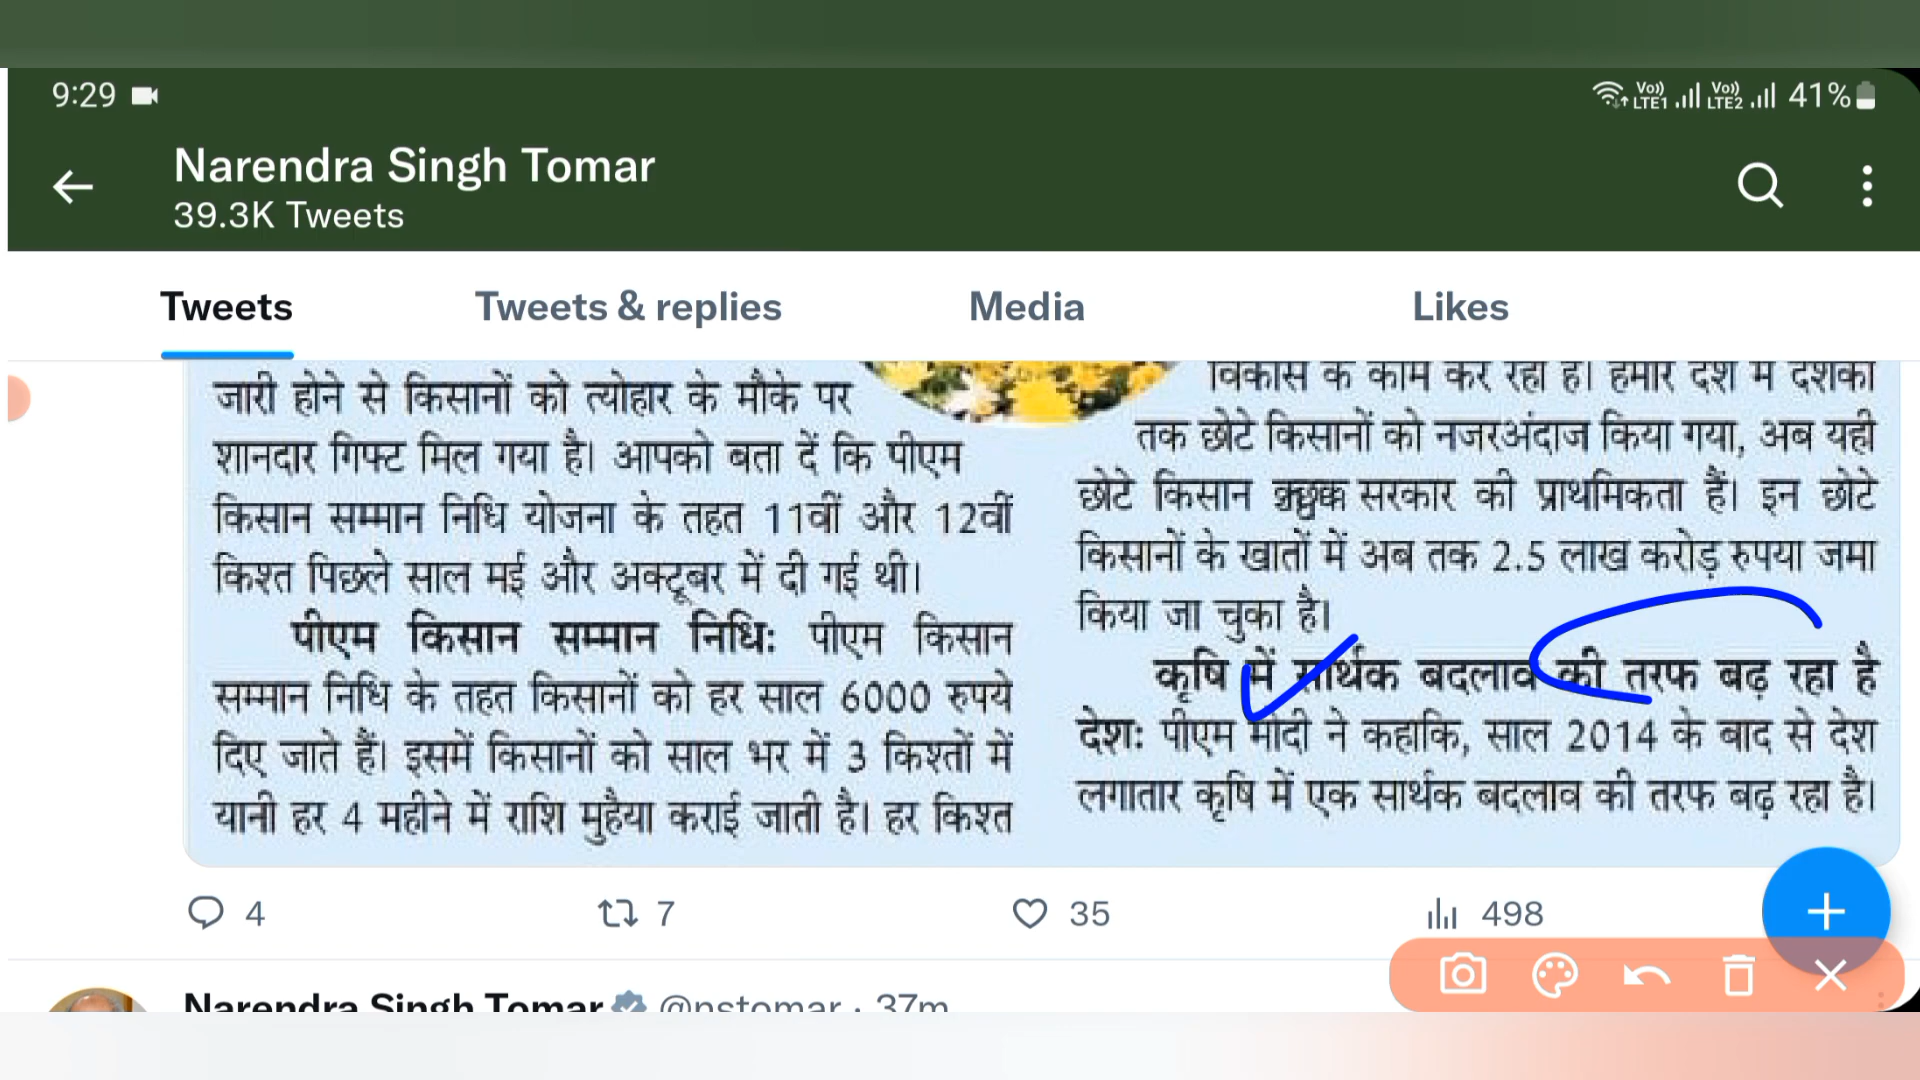 9:29
Vo)) LTE1 Vo)) LTE2 41%
Narendra Singh Tomar
39.3K Tweets
Tweets Tweets & replies Media Likes
जारी होने से किसानों को त्योहार के मौके पर
शानदार गिफ्ट मिल गया है। आपको बता दें कि पीएम
किसान सम्मान निधि योजना के तहत 11वीं और 12वीं
किश्त पिछले साल मई और अक्टूबर में दी गई थी।
पीएम किसान सम्मान निधि: पीएम किसान
सम्मान निधि के तहत किसानों को हर साल 6000 रुपये
दिए जाते हैं। इसमें किसानों को साल भर में 3 किश्तों में
यानी हर 4 महीने में राशि मुहैया कराई जाती है। हर किश्त
विकास के काम कर रहा है। हमारे देश में दशकों
तक छोटे किसानों को नजरअंदाज किया गया, अब यही
छोटे किसान सरकार की प्राथमिकता हैं। इन छोटे
किसानों के खातों में अब तक 2.5 लाख करोड़ रुपया जमा
किया जा चुका है।
कृषि में सार्थक बदलाव की तरफ बढ़ रहा है
देश: पीएम मोदी ने कहाकि, साल 2014 के बाद से देश
लगातार कृषि में एक सार्थक बदलाव की तरफ बढ़ रहा है।
4 7 35 498
Narendra Singh Tomar @nstomar · 37m